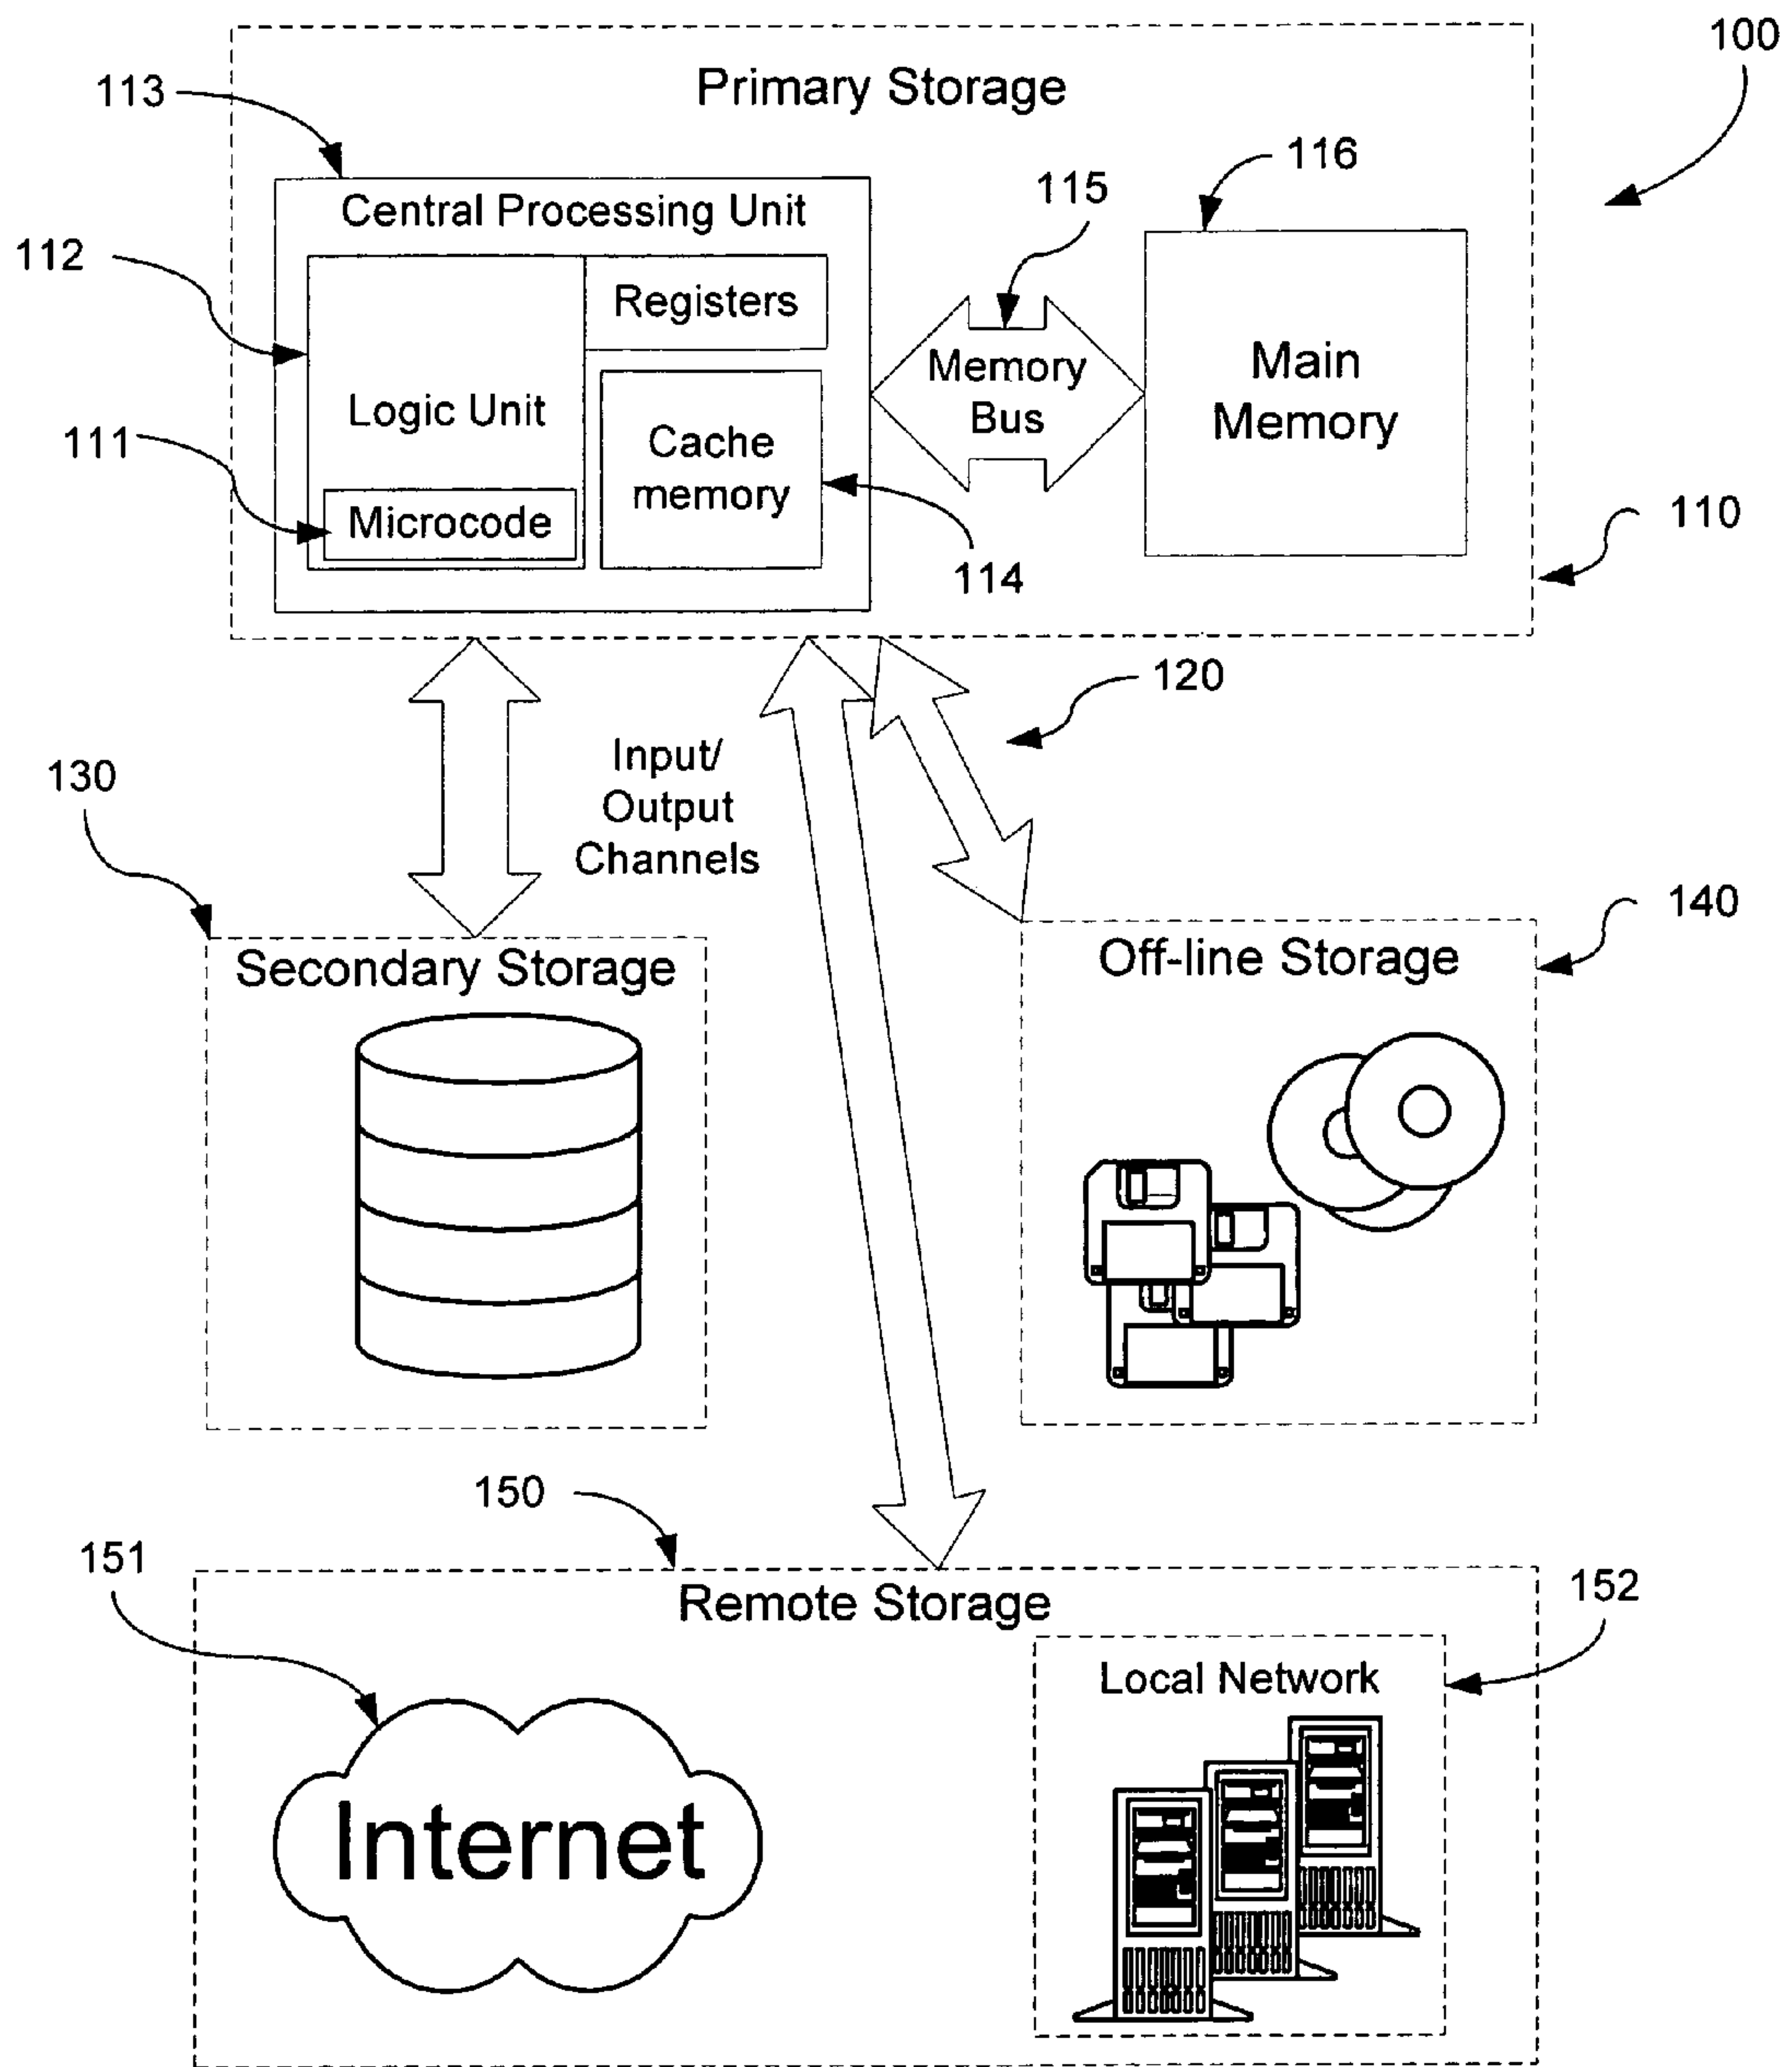 100
Primary Storage
113
116
115
Central Processing Unit
112
Registers
Memory
Bus
Main
Memory
Logic Unit
111
Cache
memory
Microcode
110
114
120
Input/
Output
Channels
130
140
Secondary Storage
Off-line Storage
150
151
152
Remote Storage
Local Network
Internet